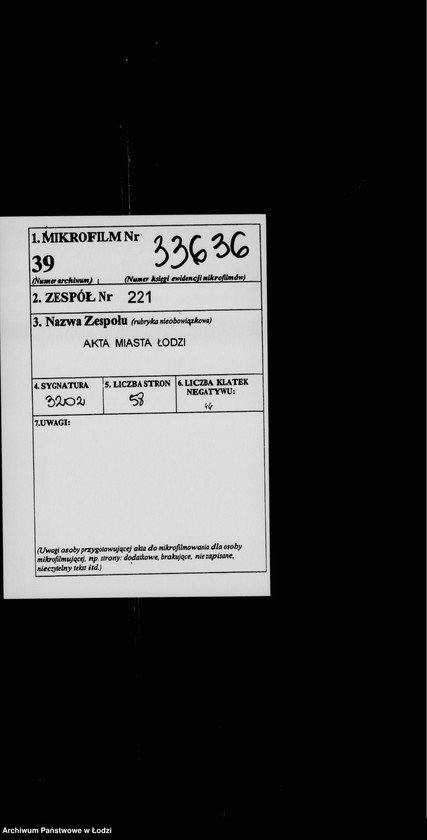 1. MIKROFILM Nr 33636
39
(Numer archiwum) (Numer księgi ewidencji mikrofilmów)
2. ZESPÓŁ Nr 221
3. Nazwa Zespołu (rubryka nieobowiązkowa)
AKTA MIASTA ŁODZI
4. SYGNATURA 5. LICZBA STRON 6. LICZBA KLATEK
NEGATYWU:
3202 58
7.UWAGI:
(Uwagi osoby przygotowującej akta do mikrofilmowania dla osoby
mikrofilmującej, np. strony: dodatkowe, brakujące, nie zapisane,
nieczytelny tekst itd.)
Archiwum Państwowe w Łodzi